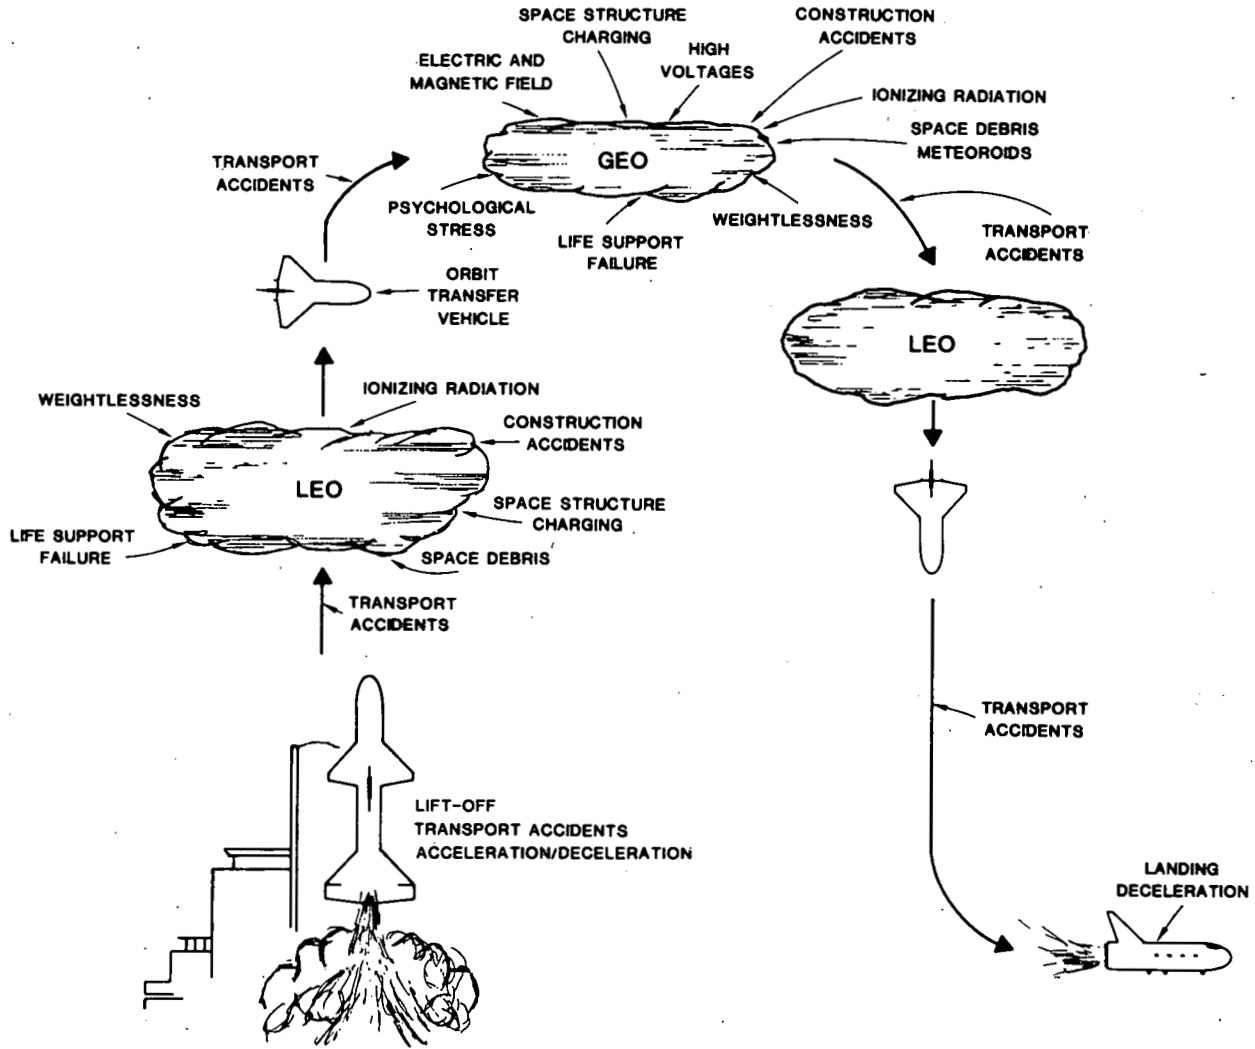 SPACE STRUCTURE
CHARGING
CONSTRUCTION
ACCIDENTS
HIGH
VOLTAGES
ELECTRIC AND
MAGNETIC FIELD
IONIZING RADIATION
SPACE DEBRIS
METEOROIDS
GEO
TRANSPORT
ACCIDENTS
PSYCHOLOGICAL
STRESS
LIFE SUPPORT
FAILURE
WEIGHTLESSNESS
TRANSPORT
ACCIDENTS
ORBIT
TRANSFER
VEHICLE
LEO
WEIGHTLESSNESS
IONIZING RADIATION
CONSTRUCTION
ACCIDENTS
LEO
SPACE STRUCTURE
CHARGING
LIFE SUPPORT
FAILURE
SPACE DEBRIS
TRANSPORT
ACCIDENTS
TRANSPORT
ACCIDENTS
LIFT-OFF
TRANSPORT ACCIDENTS
ACCELERATION/DECELERATION
LANDING
DECELERATION